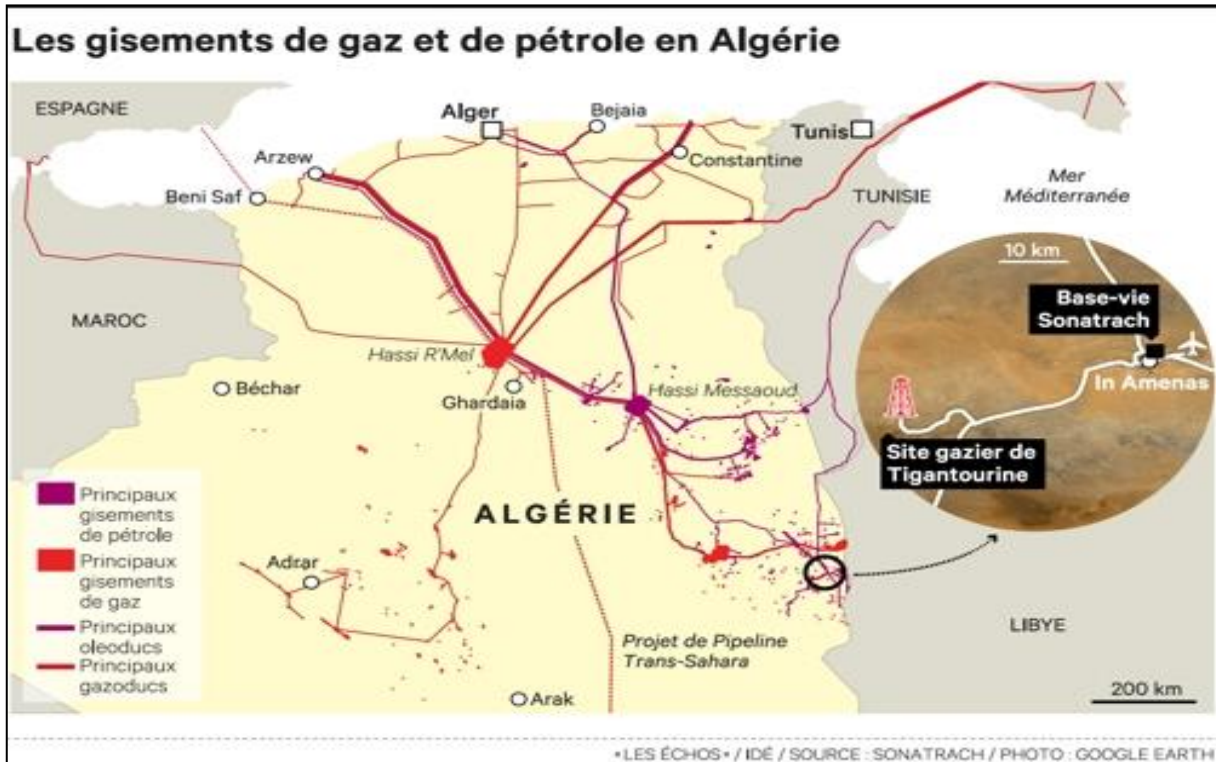 Les gisements de gaz et de pétrole en Algérie
ESPAGNE
Alger
Bejaia
Tunis
Arzew
Constantine
Beni Saf
Mer
Méditerranée
TUNISIE
10 km
MAROC
Base-vie
Sonatrach
Hassi R'Mel
In Amenas
Béchar
Ghardaia
Hassi Messaoud
Site gazier de
Tigantourine
Principaux
gisements
de pétrole
ALGÉRIE
Principaux
gisements
de gaz
Adrar
Principaux
oleoducs
Principaux
gazoducs
Projet de Pipeline
Trans-Sahara
LIBYE
Arak
200 km
«LES ÉCHOS» / IDÉ / SOURCE : SONATRACH / PHOTO : GOOGLE EARTH